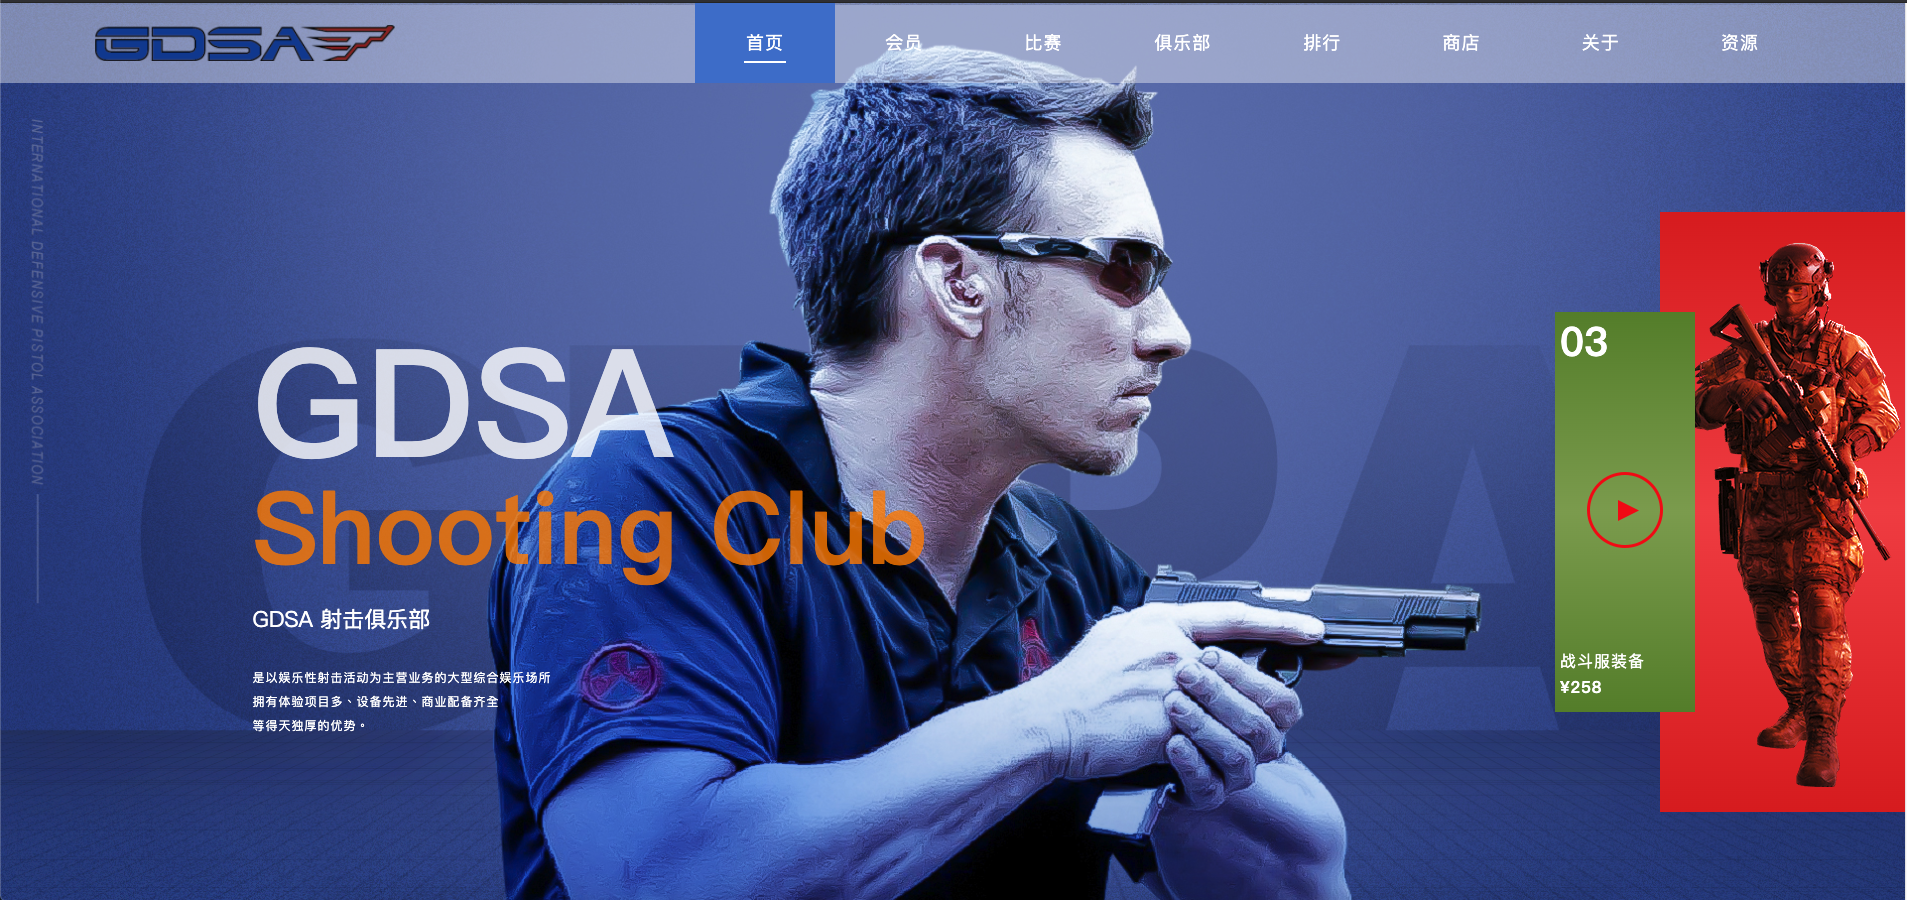 GDSA
首页
会员
比赛
俱乐部
排行
商店
关于
资源
INTERNATIONAL DEFENSIVE PISTOL ASSOCIATION
GDSA
Shooting Club
GDSA 射击俱乐部
是以娱乐性射击活动为主营业务的大型综合娱乐场所
拥有体验项目多、设备先进、商业配备齐全
等得天独厚的优势。
03
战斗服装备
¥258